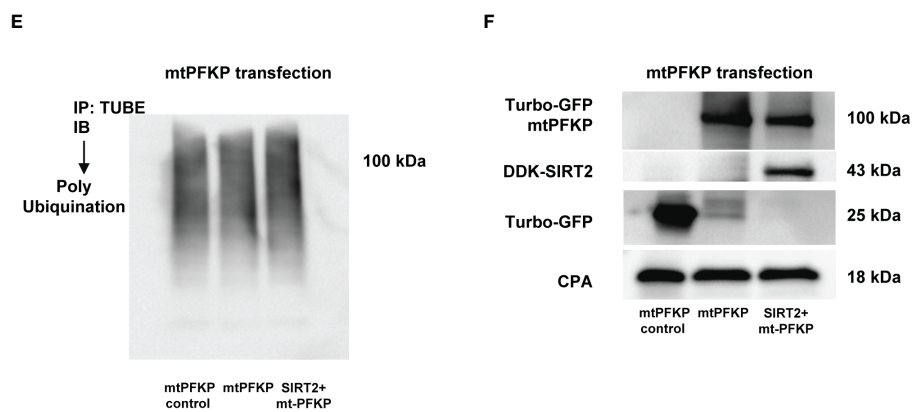 E
mtPFKP transfection
IP: TUBE
IB
Poly
Ubiquination
100 kDa
mtPFKP
control
mtPFKP
SIRT2+
mt-PFKP
F
mtPFKP transfection
Turbo-GFP
mtPFKP
100 kDa
DDK-SIRT2
43 kDa
Turbo-GFP
25 kDa
CPA
18 kDa
mtPFKP
control
mtPFKP
SIRT2+
mt-PFKP